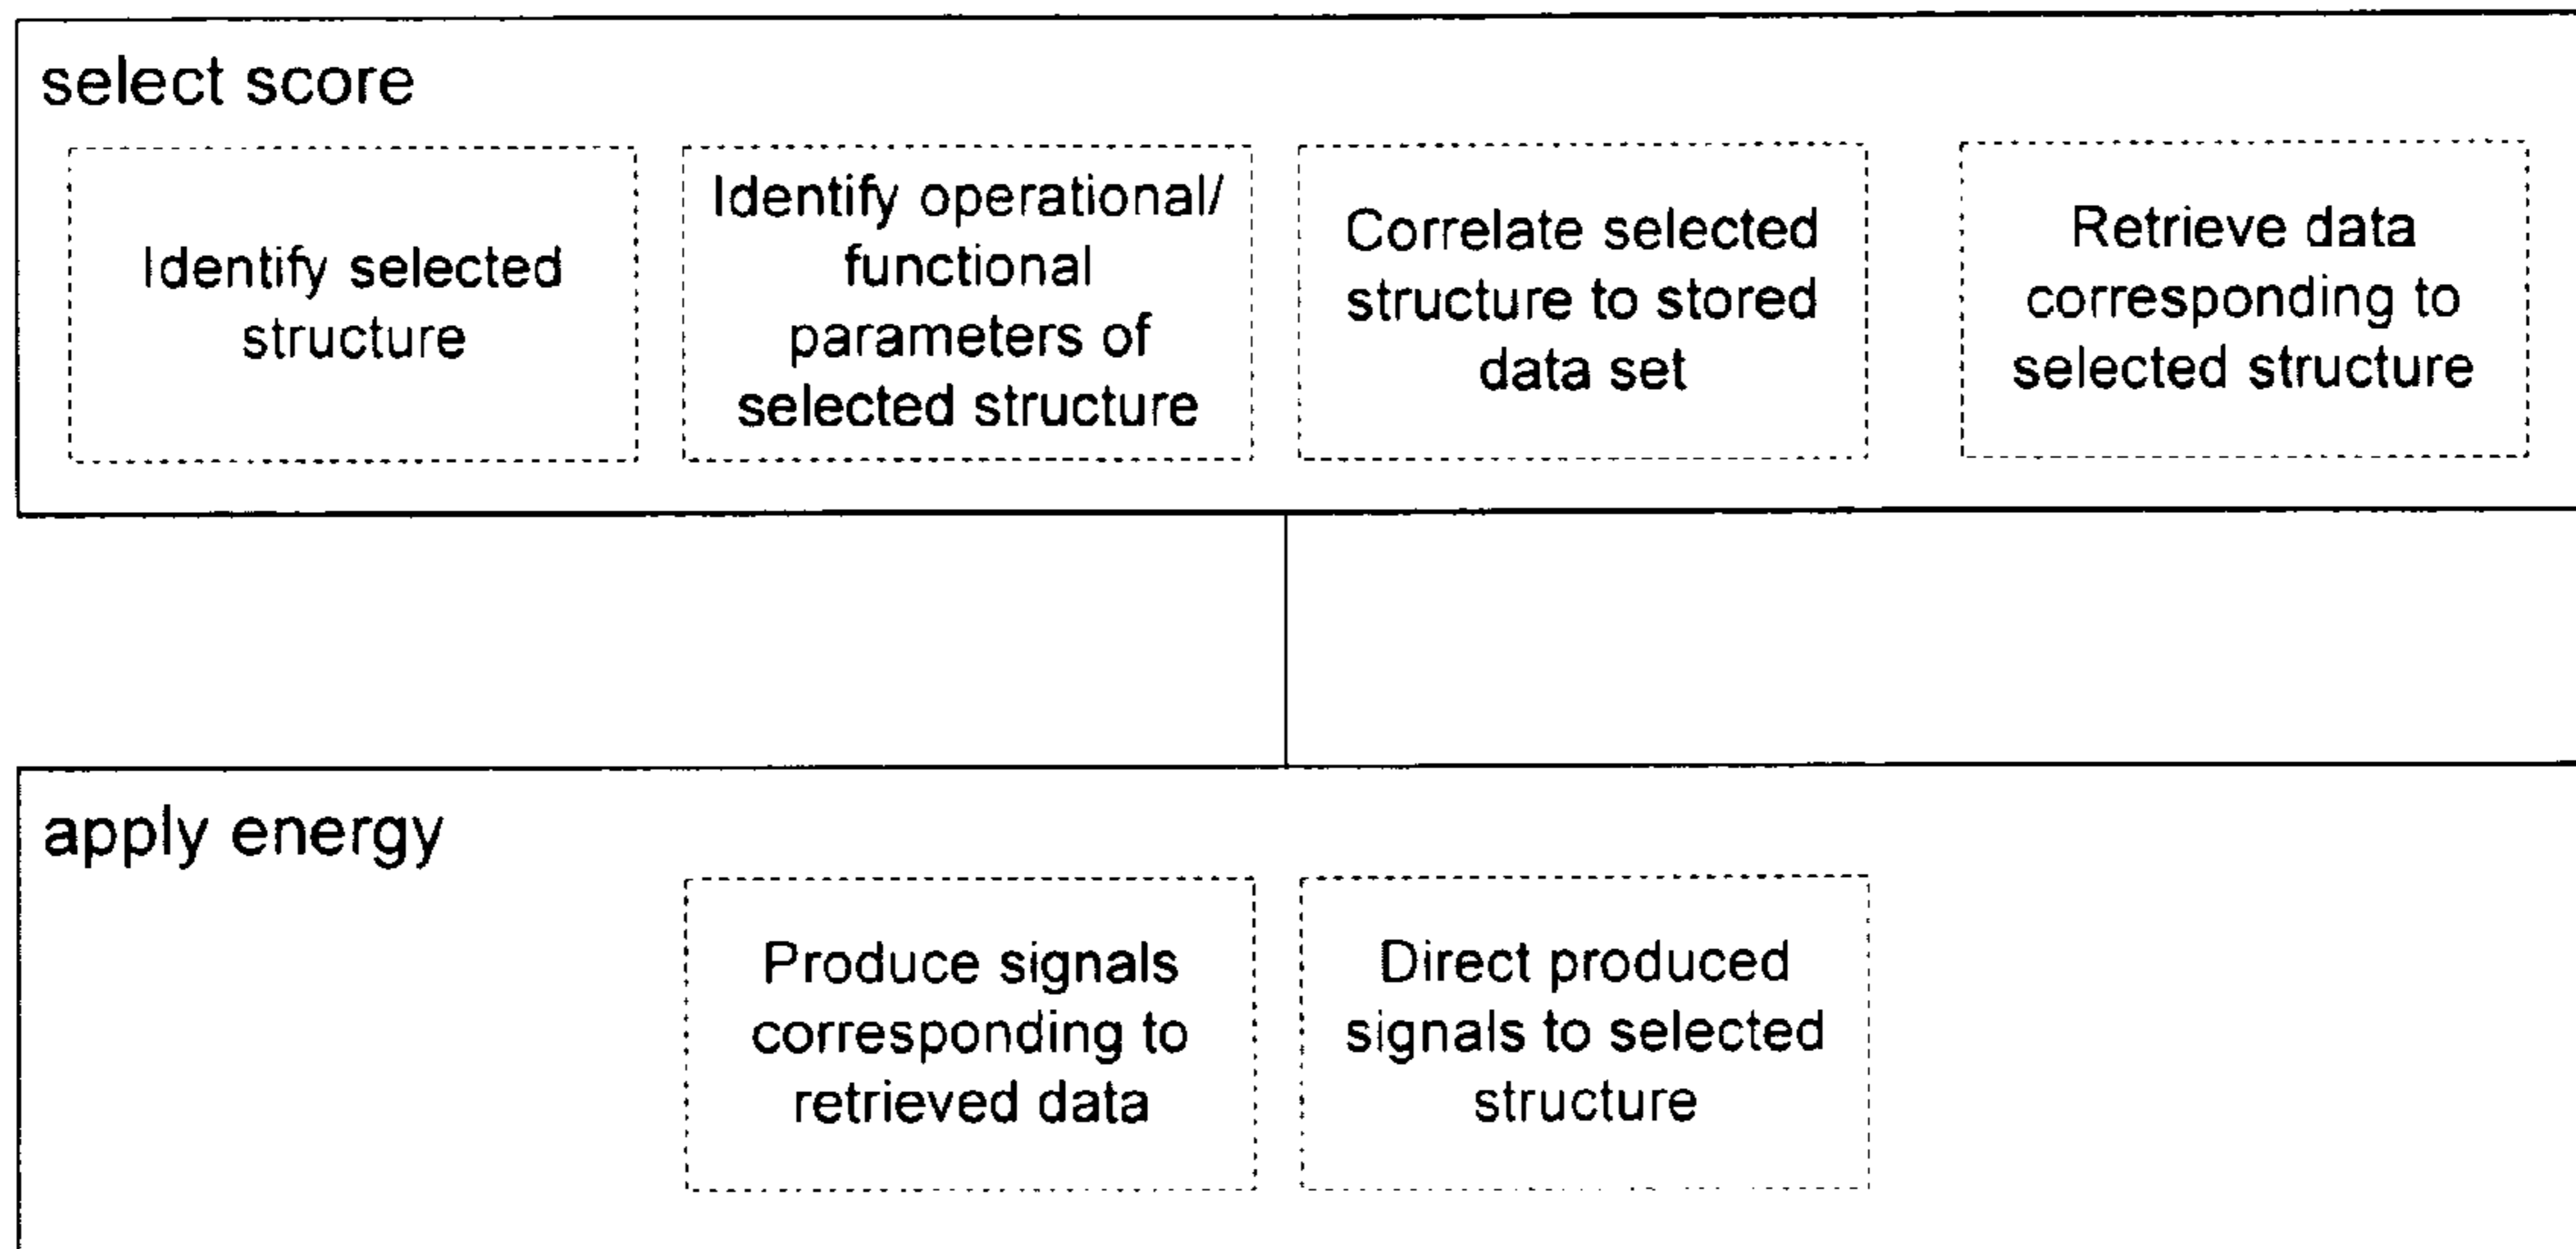 select score
Identify selected
structure
Identify operational/
functional
parameters of
selected structure
Correlate selected
structure to stored
data set
Retrieve data
corresponding to
selected structure
apply energy
Produce signals
corresponding to
retrieved data
Direct produced
signals to selected
structure